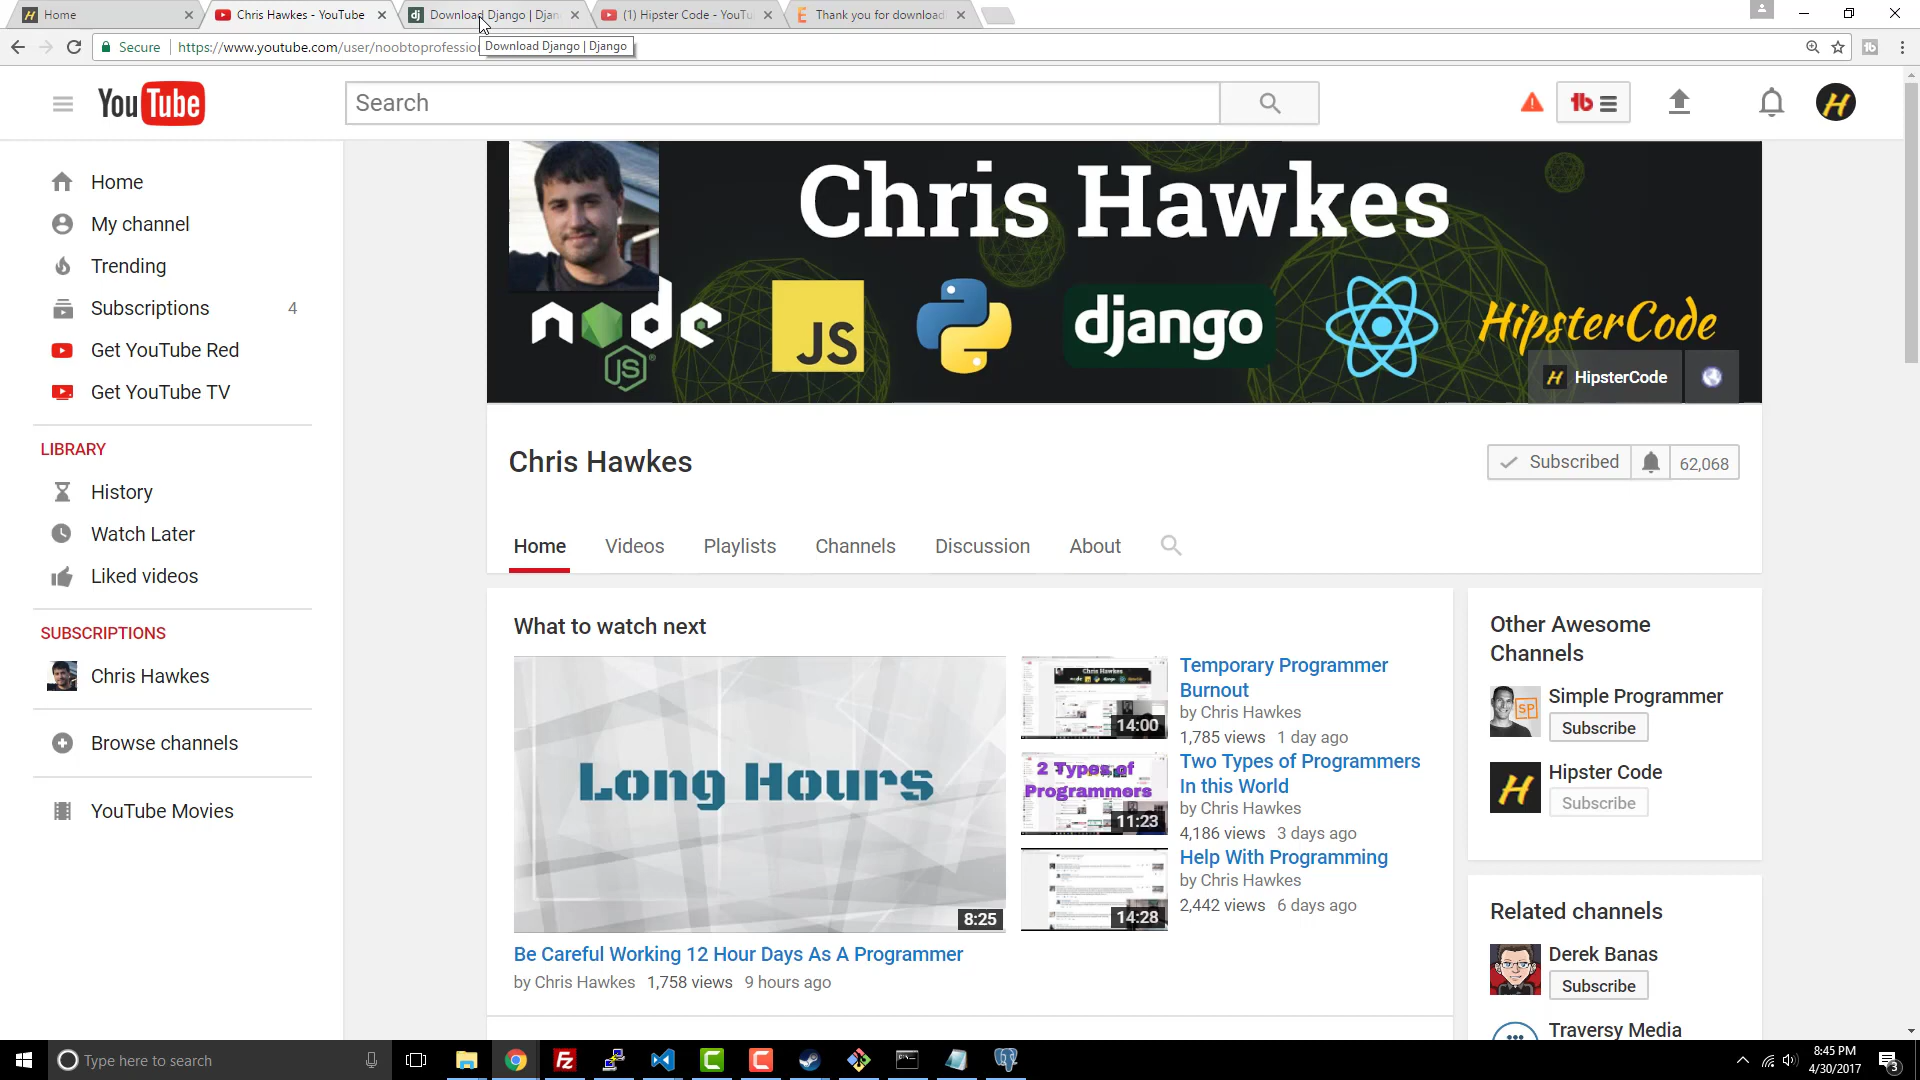 Home
Chris Hawkes - YouTube
Download Django | Djan
(1) Hipster Code - YouTu
Thank you for download
Secure
https://www.youtube.com/user/noobtoprofessio
Download Django | Django
YouTube
Search
Home
My channel
Trending
Subscriptions 4
Get YouTube Red
Get YouTube TV
LIBRARY
History
Watch Later
Liked videos
SUBSCRIPTIONS
Chris Hawkes
Browse channels
YouTube Movies
Chris Hawkes
node
JS
JS
django
HipsterCode
H HipsterCode
Chris Hawkes
Subscribed
62,068
Home
Videos
Playlists
Channels
Discussion
About
What to watch next
Long Hours
8:25
Be Careful Working 12 Hour Days As A Programmer
by Chris Hawkes 1,758 views 9 hours ago
14:00
Temporary Programmer
Burnout
by Chris Hawkes
1,785 views 1 day ago
2 Types of
Programmers
11:23
Two Types of Programmers
In this World
by Chris Hawkes
4,186 views 3 days ago
14:28
Help With Programming
by Chris Hawkes
2,442 views 6 days ago
Other Awesome
Channels
SP
Simple Programmer
Subscribe
H
Hipster Code
Subscribe
Related channels
Derek Banas
Subscribe
Traversy Media
Type here to search
8:45 PM
4/30/2017
3